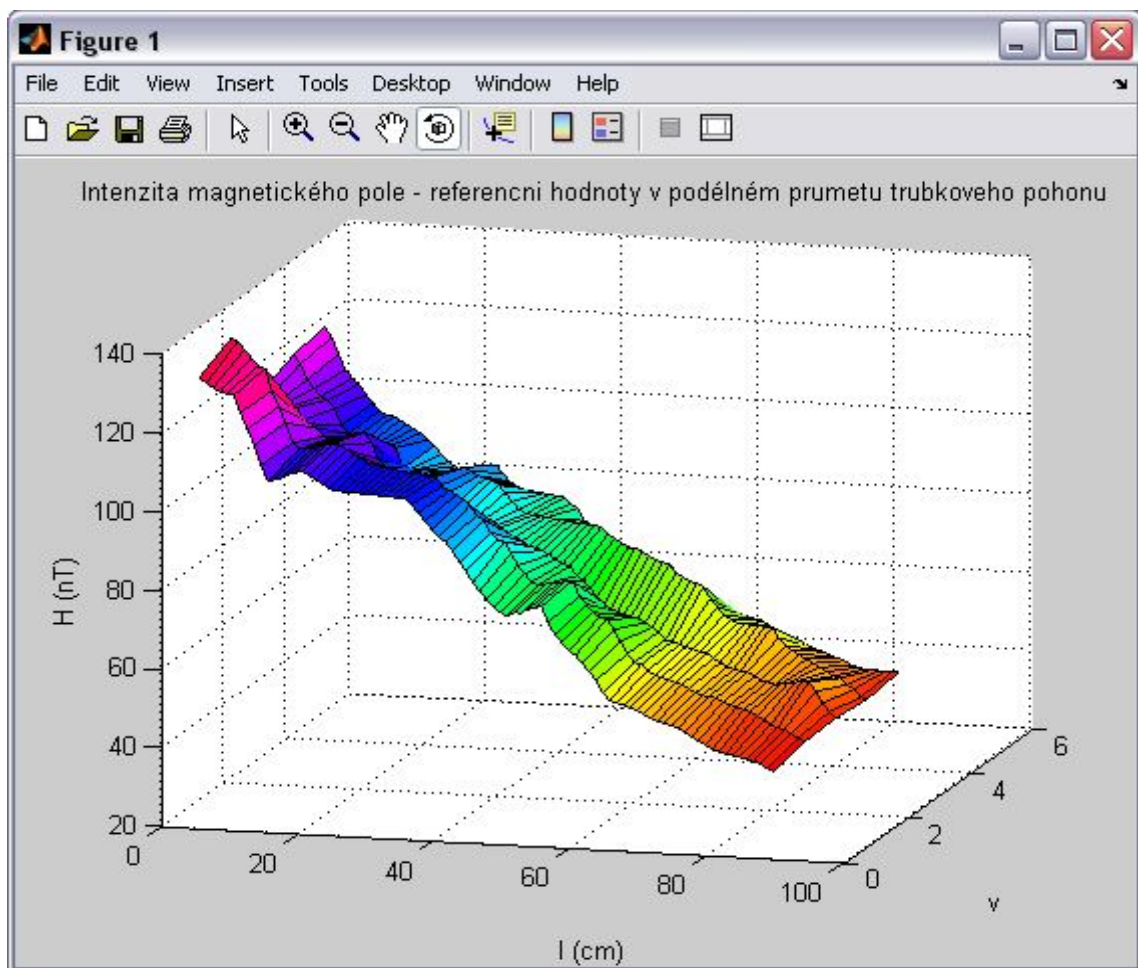 Figure 1
File Edit View Insert Tools Desktop Window Help
Intenzita magnetického pole - referencni hodnoty v podélném prumetu trubkoveho pohonu
140
120
100
80
60
40
20
H (nT)
0
20
40
60
80
100
l (cm)
0
2
4
6
v